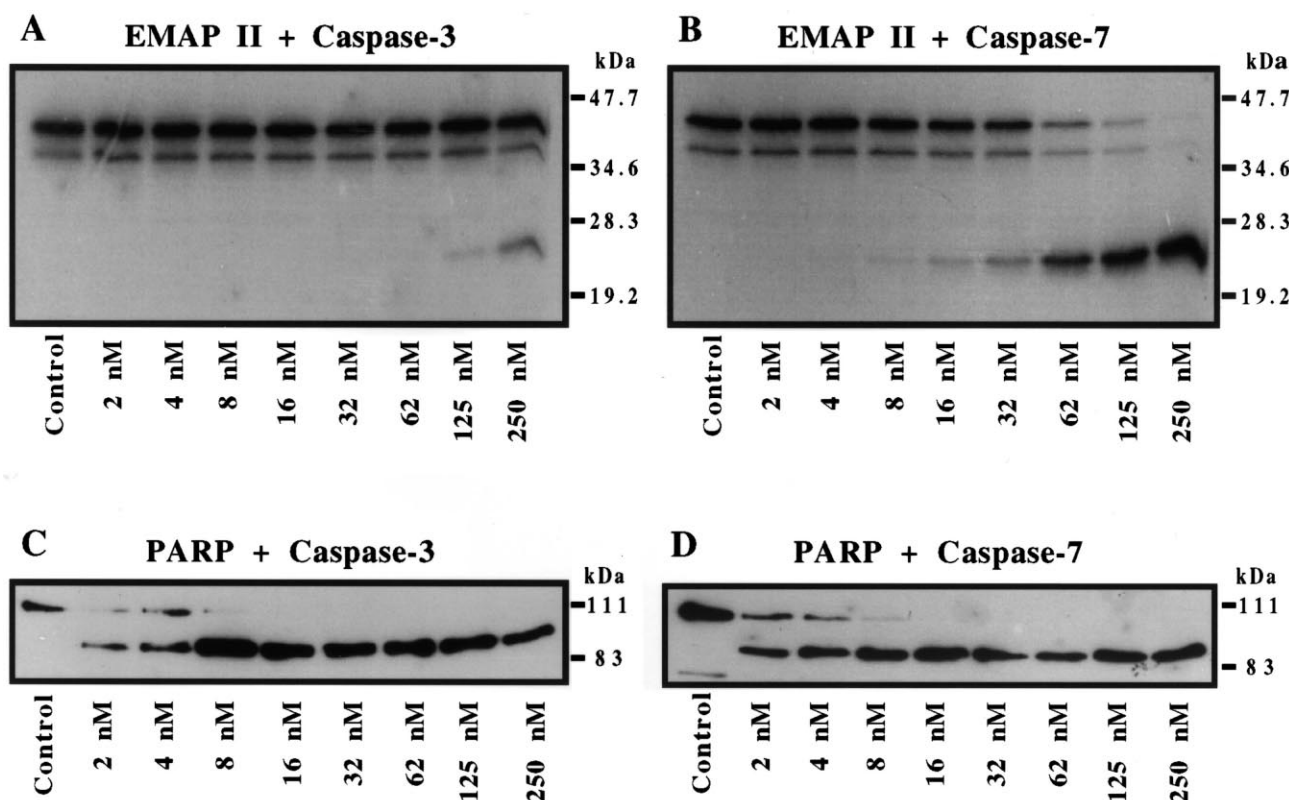 A
EMAP II + Caspase-3
kDa
47.7
34.6
28.3
19.2
Control
2 nM
4 nM
8 nM
16 nM
32 nM
62 nM
125 nM
250 nM
B
EMAP II + Caspase-7
kDa
47.7
34.6
28.3
19.2
Control
2 nM
4 nM
8 nM
16 nM
32 nM
62 nM
125 nM
250 nM
C
PARP + Caspase-3
kDa
111
83
Control
2 nM
4 nM
8 nM
16 nM
32 nM
62 nM
125 nM
250 nM
D
PARP + Caspase-7
kDa
111
83
Control
2 nM
4 nM
8 nM
16 nM
32 nM
62 nM
125 nM
250 nM